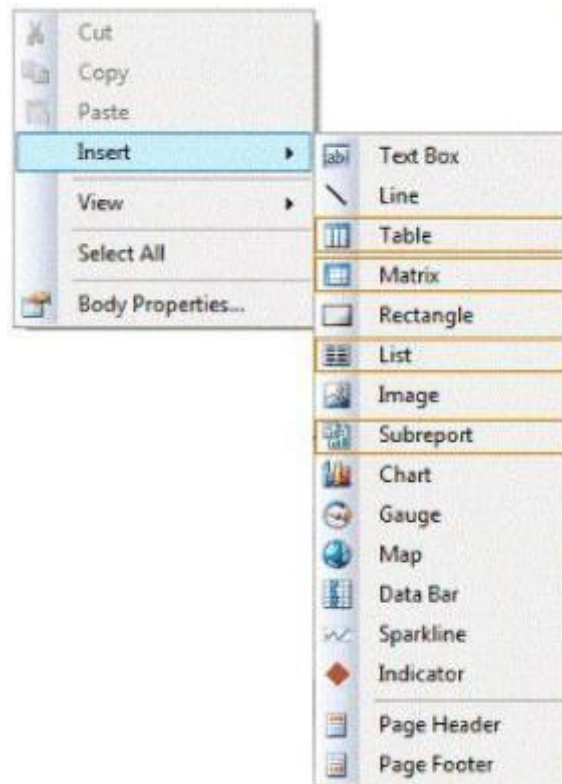 Cut
Copy
Paste
Insert
View
Select All
Body Properties...
abl Text Box
Line
Table
Matrix
Rectangle
List
Image
Subreport
Chart
Gauge
Map
Data Bar
Sparkline
Indicator
Page Header
Page Footer